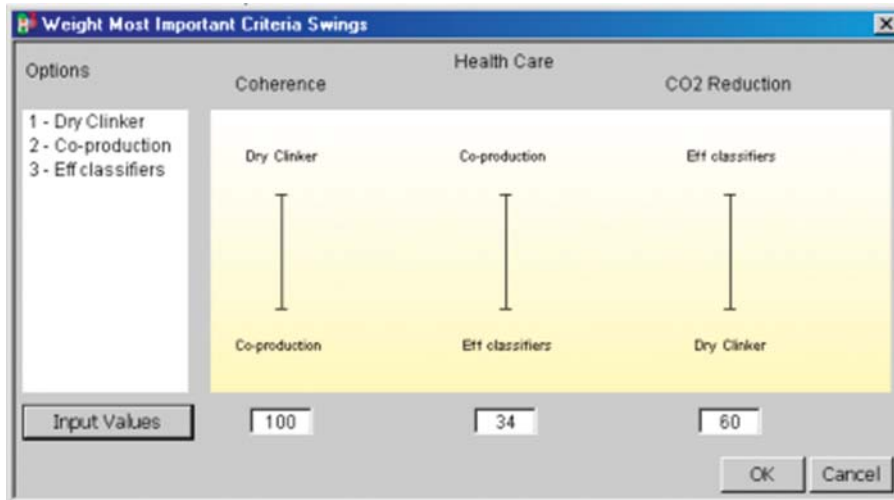 Weight Most Important Criteria Swings
Options
Health Care
Coherence
CO2 Reduction
1 - Dry Clinker
2 - Co-production
3 - Eff classifiers
Dry Clinker
Co-production
Eff classifiers
Co-production
Eff classifiers
Dry Clinker
Input Values
100
34
60
OK
Cancel